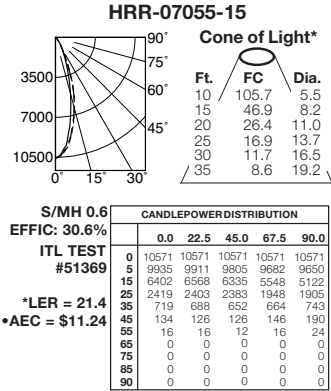 HRR-07055-15
90˚
75˚
60˚
45˚
3500
7000
10500
0˚ 15˚ 30˚
Cone of Light*
Ft. FC Dia.
10 105.7 5.5
15 46.9 8.2
20 26.4 11.0
25 16.9 13.7
30 11.7 16.5
35 8.6 19.2
S/MH 0.6
EFFIC: 30.6%
ITL TEST
#51369
*LER = 21.4
•AEC = $11.24
CANDLEPOWER DISTRIBUTION
0.0 22.5 45.0 67.5 90.0
0 10571 10571 10571 10571 10571
5 9935 9911 9805 9682 9650
15 6402 6568 6335 5548 5122
25 2419 2403 2383 1948 1905
35 719 688 652 664 743
45 134 126 126 146 190
55 16 16 12 16 24
65 0 0 0 0 0
75 0 0 0 0 0
85 0 0 0 0 0
90 0 0 0 0 0